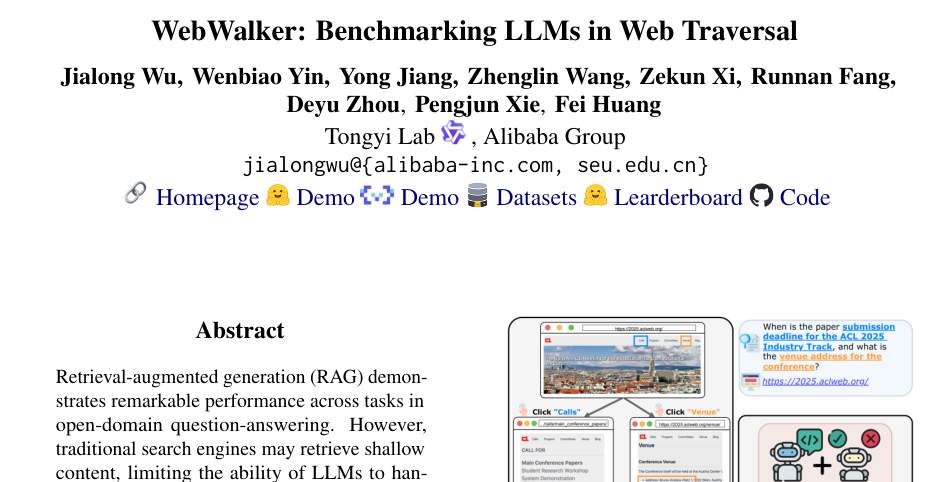 WebWalker: Benchmarking LLMs in Web Traversal
Jialong Wu, Wenbiao Yin, Yong Jiang, Zhenglin Wang, Zekun Xi, Runnan Fang,
Deyu Zhou, Pengjun Xie, Fei Huang
Tongyi Lab , Alibaba Group
jialongwu@{alibaba-inc.com, seu.edu.cn}
Homepage Demo Demo Datasets Learderboard Code
Abstract
Retrieval-augmented generation (RAG) demon-
strates remarkable performance across tasks in
open-domain question-answering. However,
traditional search engines may retrieve shallow
content, limiting the ability of LLMs to han-
https://2025.aclweb.org/
Click "Calls"
Click "Venue"
CALL FOR
Main Conference Papers
Student Research Workshop
System Demonstration
Venue
Conference Venue
When is the paper submission
deadline for the ACL 2025
Industry Track, and what is
the venue address for the
conference?
https://2025.aclweb.org/